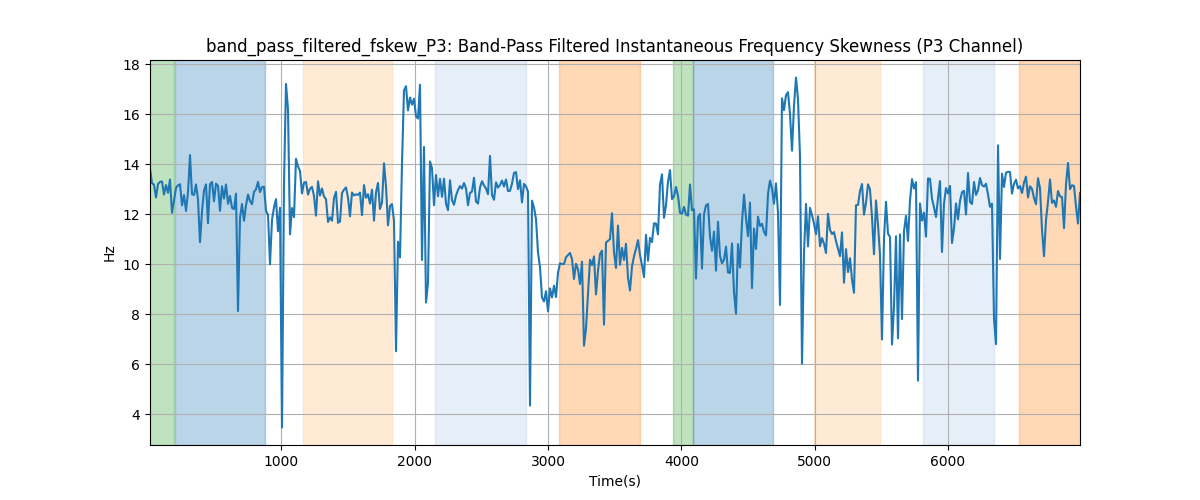 band_pass_filtered_fskew_P3: Band-Pass Filtered Instantaneous Frequency Skewness (P3 Channel)
18
16
14
12
10
8
6
4
Hz
1000 2000 3000 4000 5000 6000
Time(s)